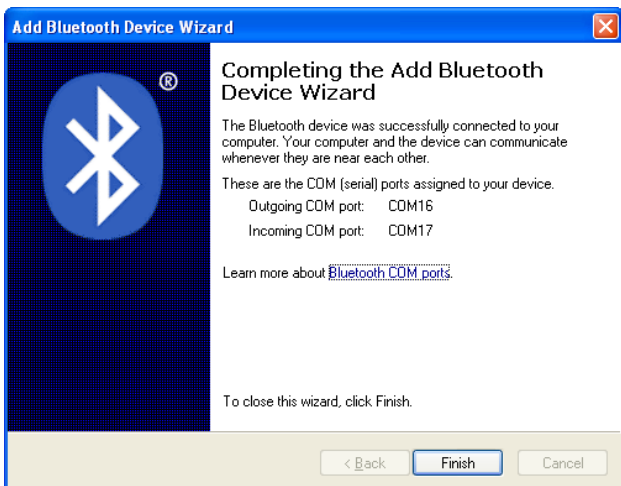 Add Bluetooth Device Wizard
®
Completing the Add Bluetooth
Device Wizard
The Bluetooth device was successfully connected to your
computer. Your computer and the device can communicate
whenever they are near each other.
These are the COM (serial) ports assigned to your device.
Outgoing COM port: COM16
Incoming COM port: COM17
Learn more about Bluetooth COM ports.
To close this wizard, click Finish.
< Back Finish Cancel